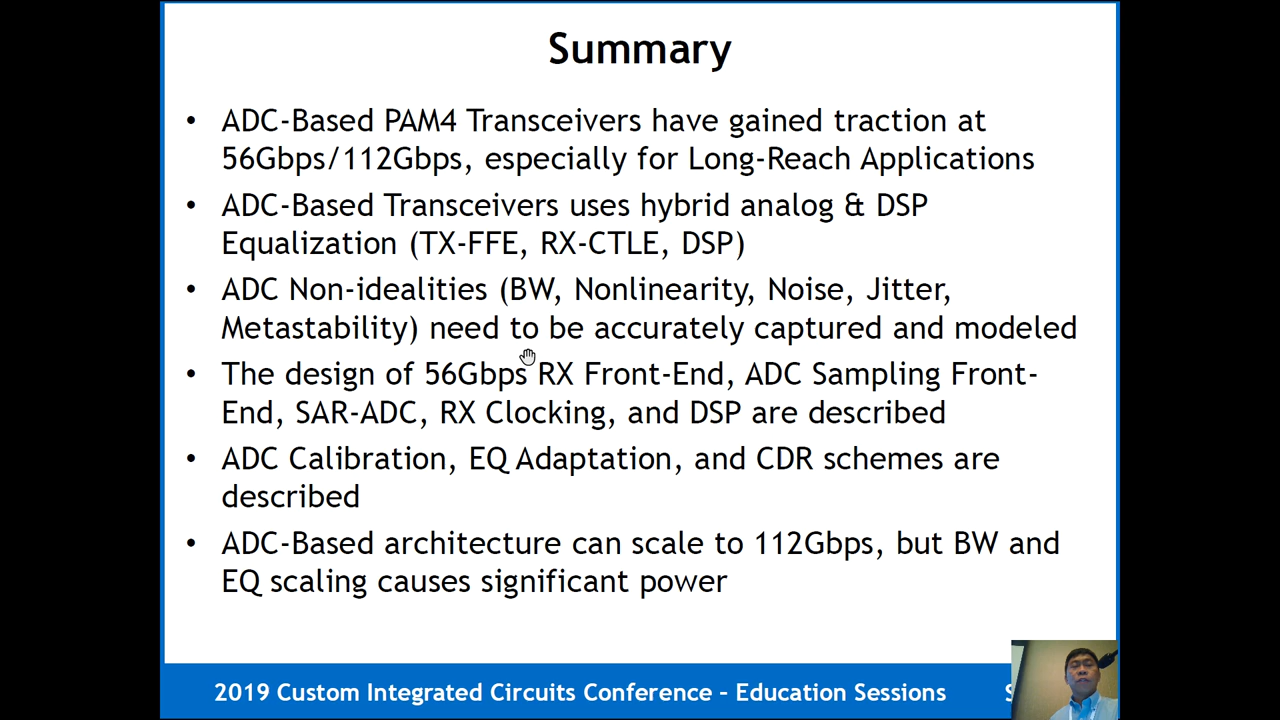 Summary
• ADC-Based PAM4 Transceivers have gained traction at
56Gbps/112Gbps, especially for Long-Reach Applications
• ADC-Based Transceivers uses hybrid analog & DSP
Equalization (TX-FFE, RX-CTLE, DSP)
• ADC Non-idealities (BW, Nonlinearity, Noise, Jitter,
Metastability) need to be accurately captured and modeled
• The design of 56Gbps RX Front-End, ADC Sampling Front-
End, SAR-ADC, RX Clocking, and DSP are described
• ADC Calibration, EQ Adaptation, and CDR schemes are
described
• ADC-Based architecture can scale to 112Gbps, but BW and
EQ scaling causes significant power
2019 Custom Integrated Circuits Conference – Education Sessions